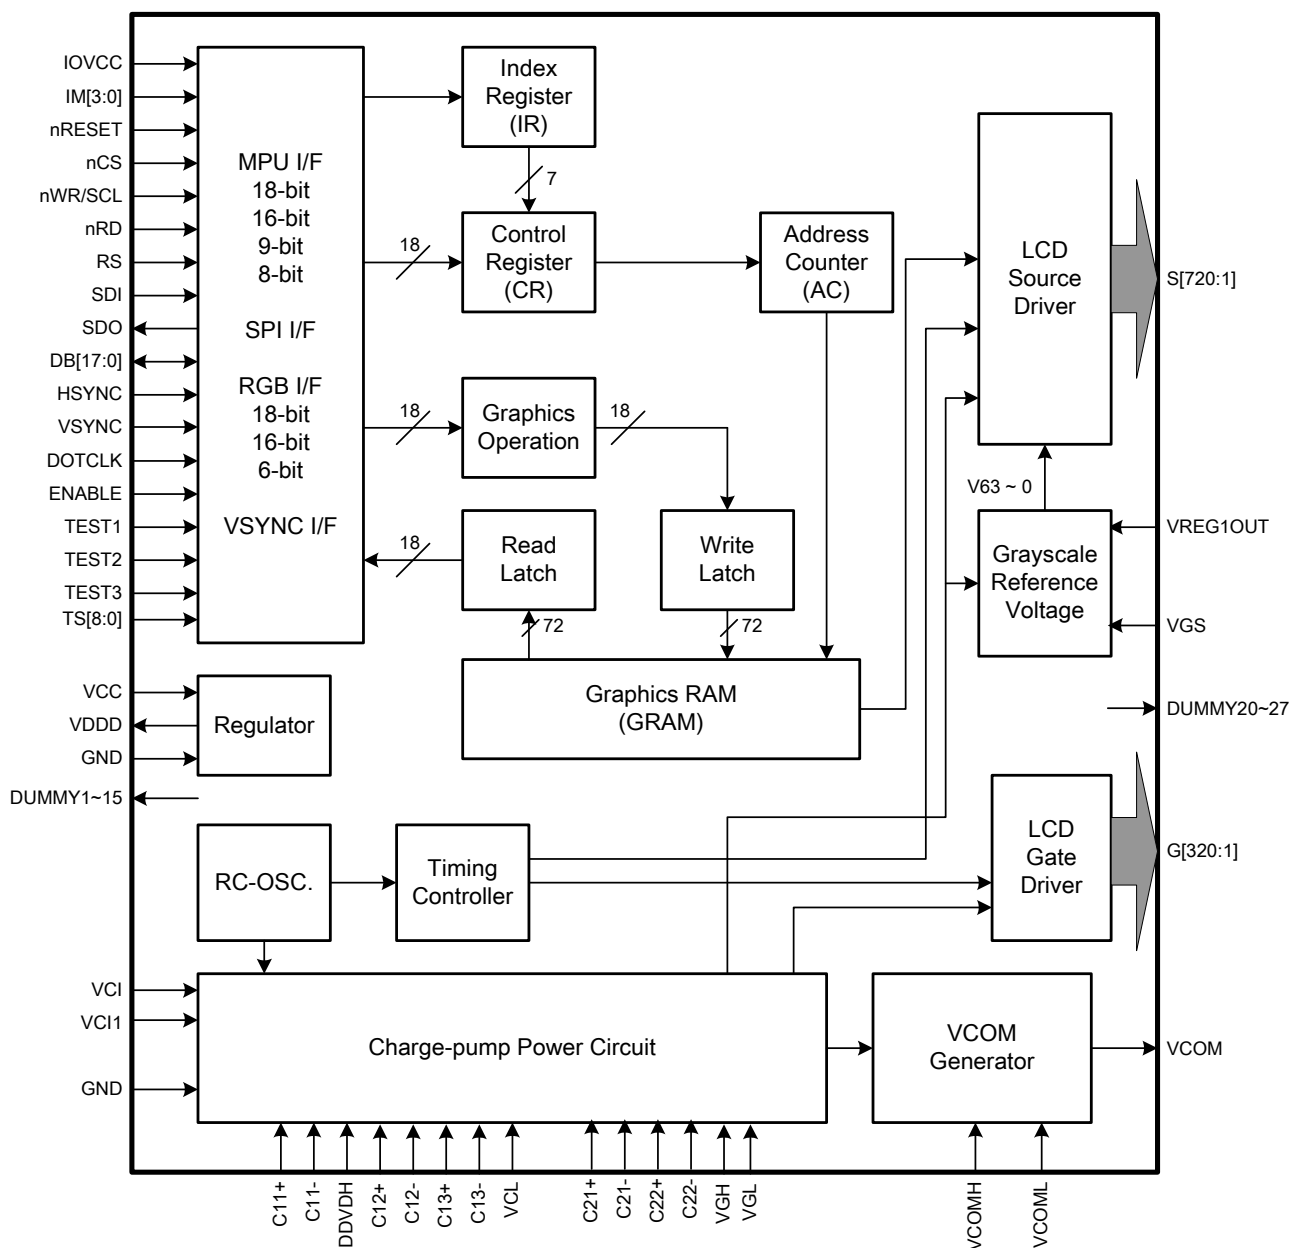 IOVCC
IM[3:0]
nRESET
nCS
nWR/SCL
nRD
RS
SDI
SDO
DB[17:0]
HSYNC
VSYNC
DOTCLK
ENABLE
TEST1
TEST2
TEST3
TS[8:0]
VCC
VDDD
GND
DUMMY1~15
VCI
VCI1
GND
MPU I/F
18-bit
16-bit
9-bit
8-bit
SPI I/F
RGB I/F
18-bit
16-bit
6-bit
VSYNC I/F
Index
Register
(IR)
7
18
Control
Register
(CR)
Address
Counter
(AC)
18
Graphics
Operation
18
18
Read
Latch
Write
Latch
72
72
Graphics RAM
(GRAM)
LCD
Source
Driver
S[720:1]
V63 ~ 0
Grayscale
Reference
Voltage
VREG1OUT
VGS
DUMMY20~27
Regulator
RC-OSC.
Timing
Controller
LCD
Gate
Driver
G[320:1]
Charge-pump Power Circuit
VCOM
Generator
VCOM
C11+
C11-
DDVDH
C12+
C12-
C13+
C13-
VCL
C21+
C21-
C22+
C22-
VGH
VGL
VCOMH
VCOML